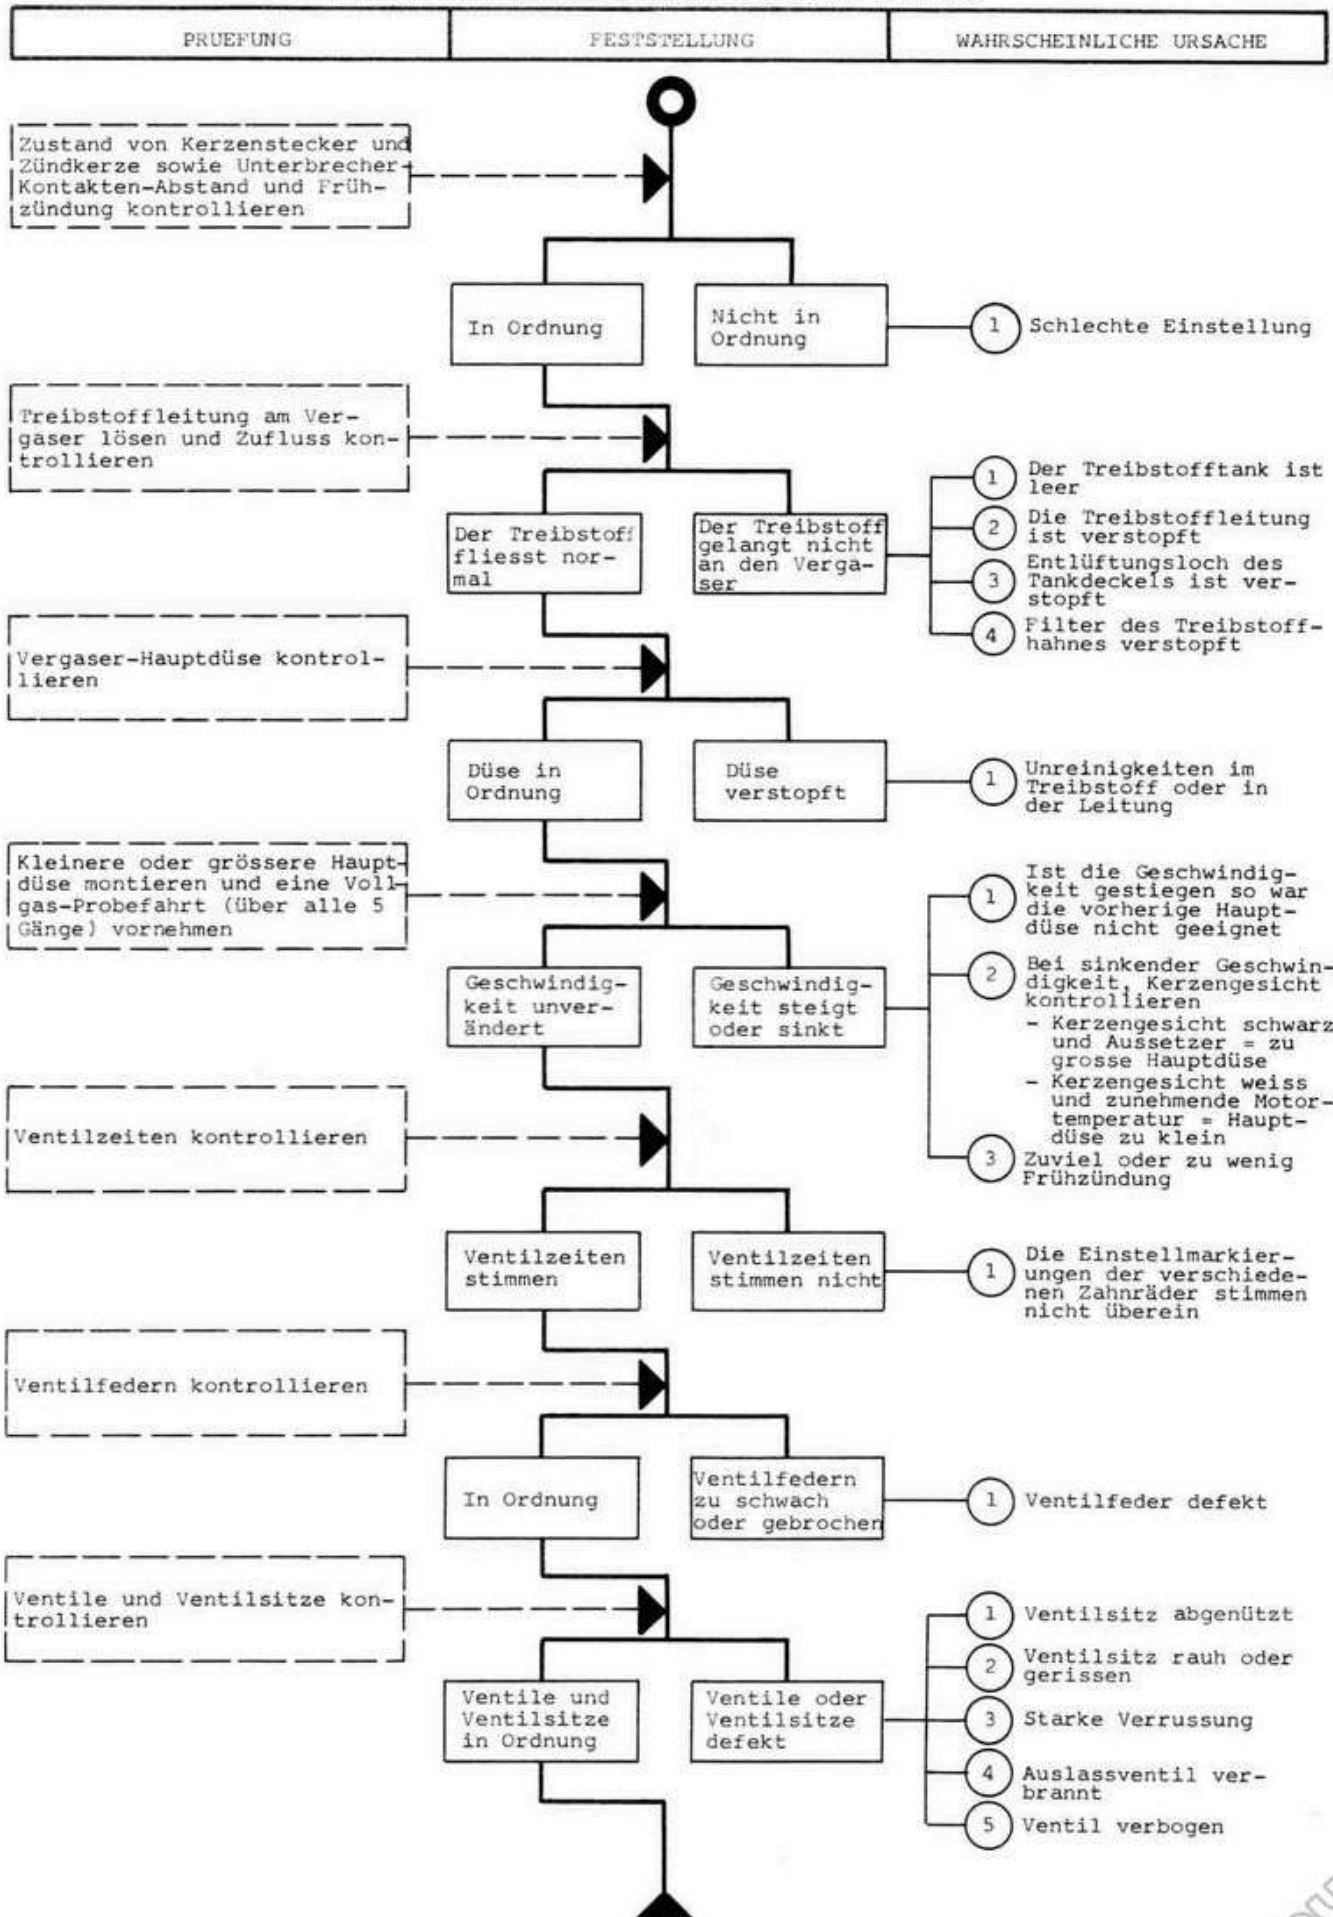 PRUEFUNG
FESTSTELLUNG
WAHRSCHEINLICHE URSACHE
Zustand von Kerzenstecker und
Zündkerze sowie Unterbrecher-
Kontakten-Abstand und Früh-
zündung kontrollieren
In Ordnung
Nicht in
Ordnung
1 Schlechte Einstellung
Treibstoffleitung am Ver-
gaser lösen und Zufluss kon-
trollieren
Der Treibstoff
fliesst nor-
mal
Der Treibstoff
gelangt nicht
an den Verga-
ser
1 Der Treibstofftank ist
leer
2 Die Treibstoffleitung
ist verstopft
3 Entlüftungsloch des
Tankdeckels ist ver-
stopft
4 Filter des Treibstoff-
hahnes verstopft
Vergaser-Hauptdüse kontrol-
lieren
Düse in
Ordnung
Düse
verstopft
1 Unreinigkeiten im
Treibstoff oder in
der Leitung
Kleinere oder grössere Haupt-
düse montieren und eine Voll-
gas-Probefahrt (über alle 5
Gänge) vornehmen
Geschwindig-
keit unver-
ändert
Geschwindig-
keit steigt
oder sinkt
1 Ist die Geschwindig-
keit gestiegen so war
die vorherige Haupt-
düse nicht geeignet
2 Bei sinkender Geschwin-
digkeit, Kerzengesicht
kontrollieren
- Kerzengesicht schwarz
und Aussetzer = zu
grosse Hauptdüse
- Kerzengesicht weiss
und zunehmende Motor-
temperatur = Haupt-
düse zu klein
3 Zuviel oder zu wenig
Frühzündung
Ventilzeiten kontrollieren
Ventilzeiten
stimmen
Ventilzeiten
stimmen nicht
1 Die Einstellmarkier-
ungen der verschiede-
nen Zahnräder stimmen
nicht überein
Ventilfedern kontrollieren
In Ordnung
Ventilfedern
zu schwach
oder gebrochen
1 Ventilfeder defekt
Ventile und Ventilsitze kon-
trollieren
Ventile und
Ventilsitze
in Ordnung
Ventile oder
Ventilsitze
defekt
1 Ventilsitz abgenützt
2 Ventilsitz rauh oder
gerissen
3 Starke Verrussung
4 Auslassventil ver-
brannt
5 Ventil verbogen